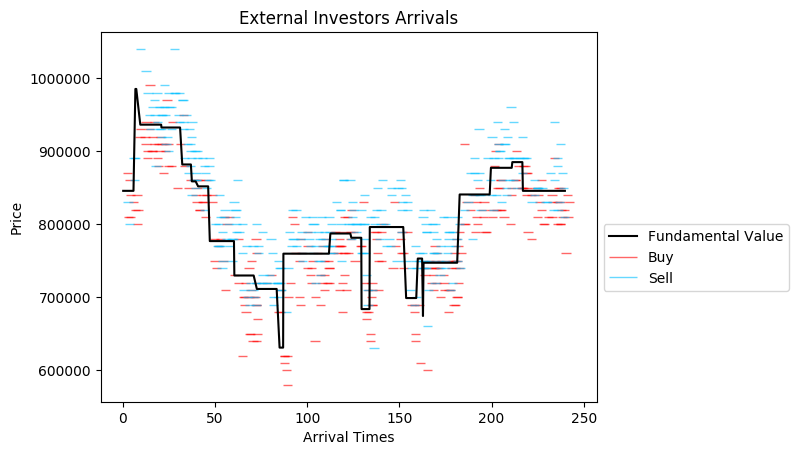 External Investors Arrivals
Price
1000000
900000
800000
700000
600000
0
50
100
150
200
250
Arrival Times
Fundamental Value
Buy
Sell